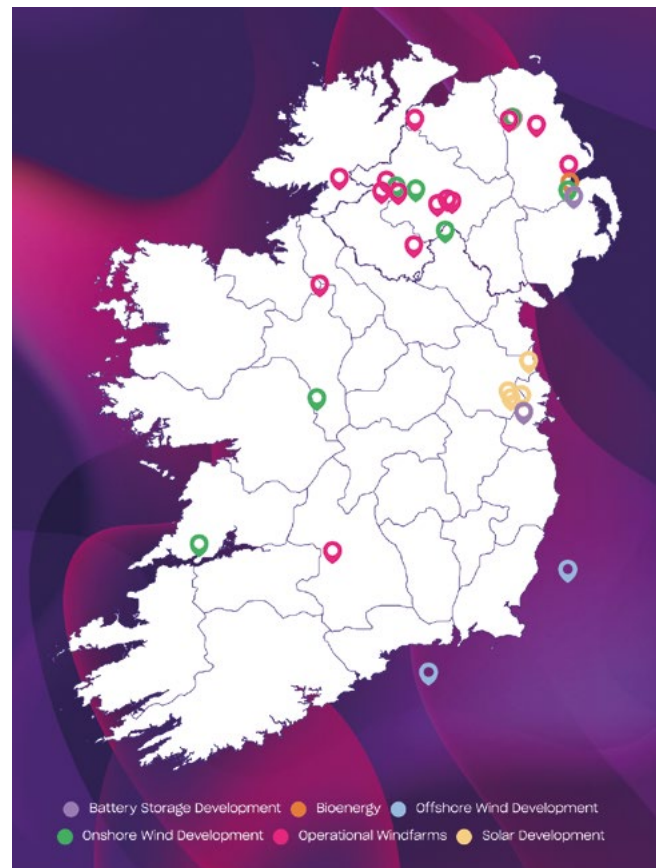 Battery Storage Development Bioenergy Offshore Wind Development
Onshore Wind Development Operational Windfarms Solar Development